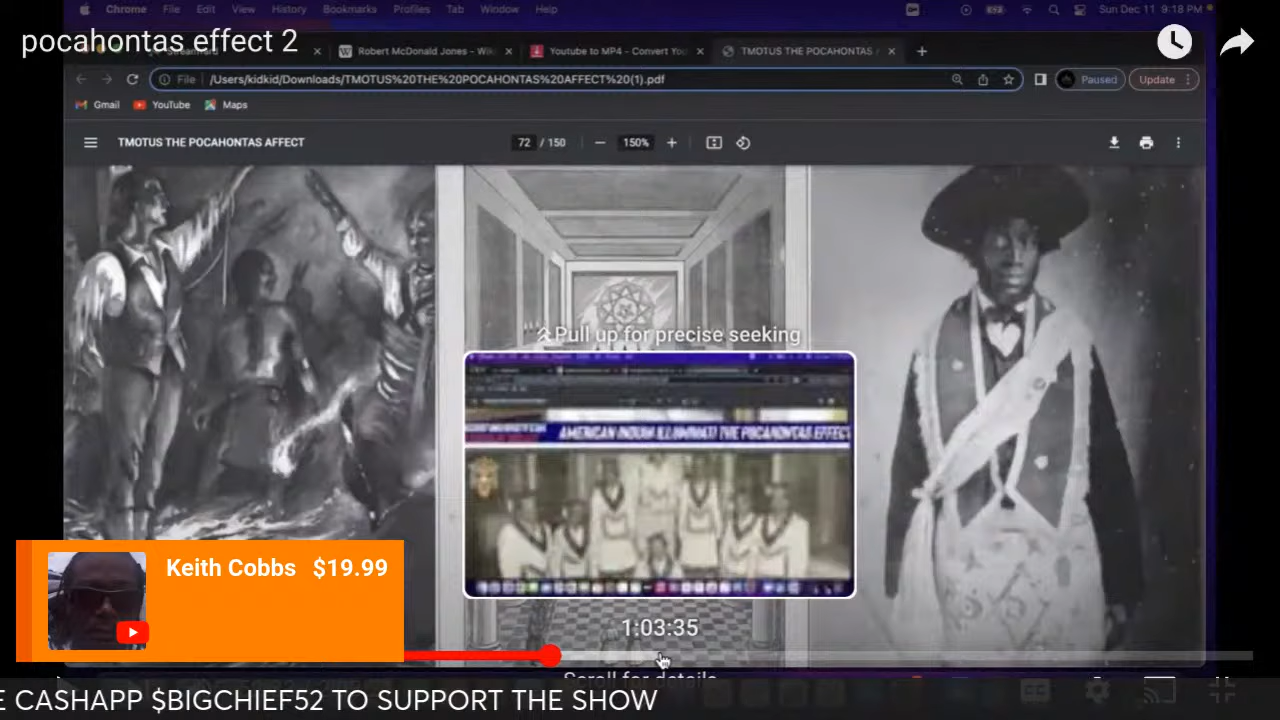 Chrome File Edit View History Bookmarks Profiles Tab Window Help Sun Dec 11 9:18 PM
pocahontas effect 2
Robert McDonald Jones - Wiki Youtube to MP4 - Convert You TMOTUS THE POCAHONTAS A
File /Users/kidkid/Downloads/TMOTUS%20THE%20POCAHONTAS%20AFFECT%20(1).pdf Paused Update
Gmail YouTube Maps
TMOTUS THE POCAHONTAS AFFECT 72 / 150 150%
Pull up for precise seeking
AMERICAN INDIAN ILLUMINATI THE POCAHONTAS EFFECT
Keith Cobbs $19.99
1:03:35
Scroll for details
E CASHAPP $BIGCHIEF52 TO SUPPORT THE SHOW